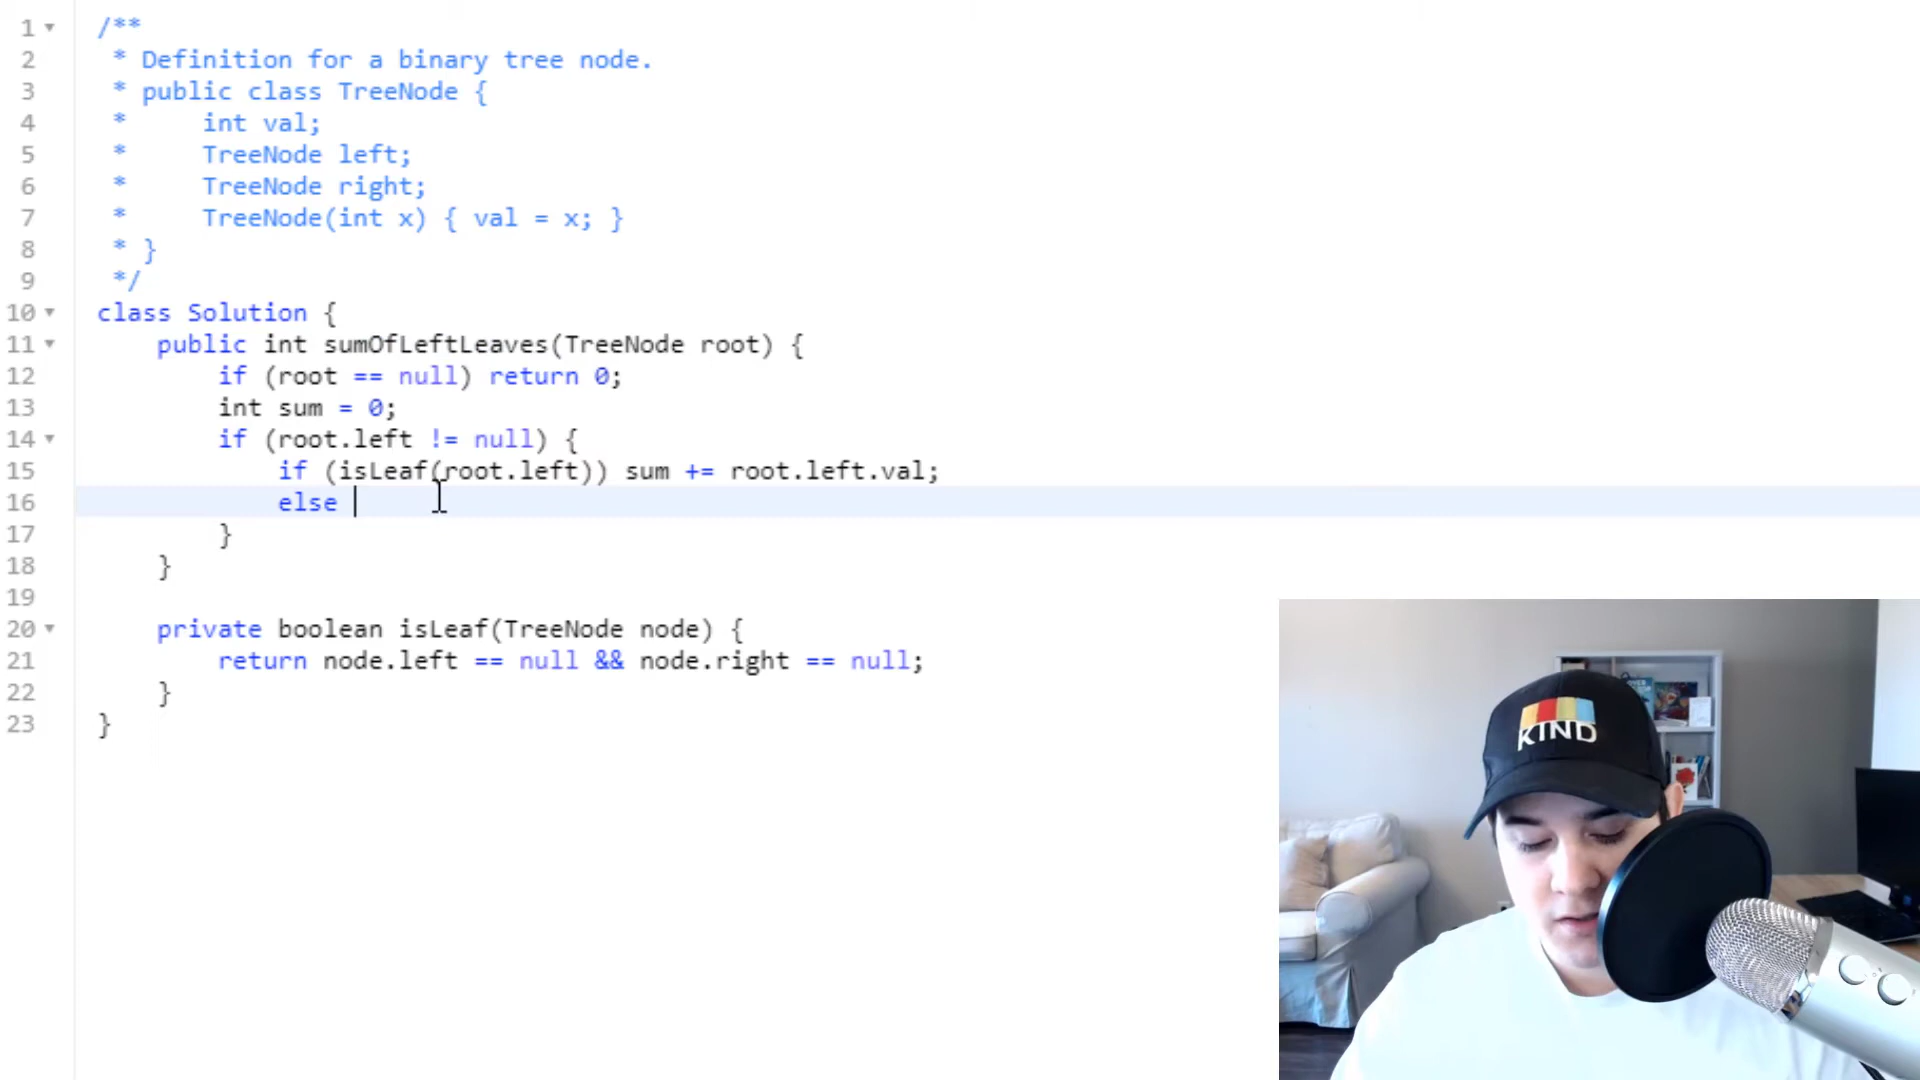 1 /**
2 * Definition for a binary tree node.
3 * public class TreeNode {
4 * int val;
5 * TreeNode left;
6 * TreeNode right;
7 * TreeNode(int x) { val = x; }
8 * }
9 */
10 class Solution {
11 public int sumOfLeftLeaves(TreeNode root) {
12 if (root == null) return 0;
13 int sum = 0;
14 if (root.left != null) {
15 if (isLeaf(root.left)) sum += root.left.val;
16 else
17 }
18 }
19
20 private boolean isLeaf(TreeNode node) {
21 return node.left == null && node.right == null;
22 }
23 }
KIND